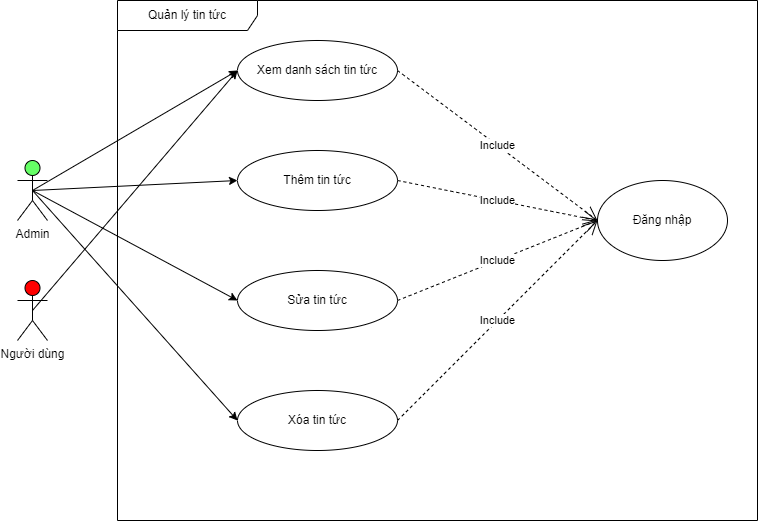 Quản lý tin tức
Xem danh sách tin tức
Include
Thêm tin tức
Include
Đăng nhập
Admin
Include
Sửa tin tức
Include
Người dùng
Xóa tin tức